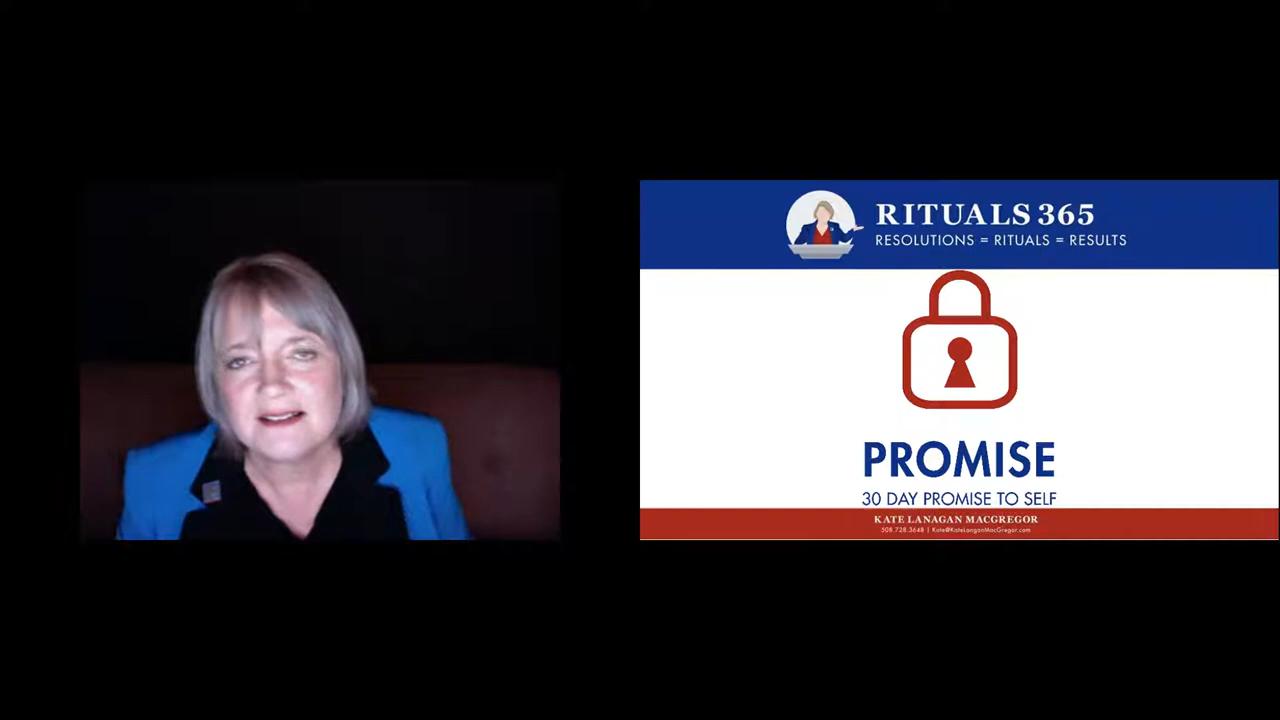 RITUALS 365
RESOLUTIONS = RITUALS = RESULTS
PROMISE
30 DAY PROMISE TO SELF
KATE LANAGAN MACGREGOR
508.728.3648 | Kate@KateLanganMacGregor.com